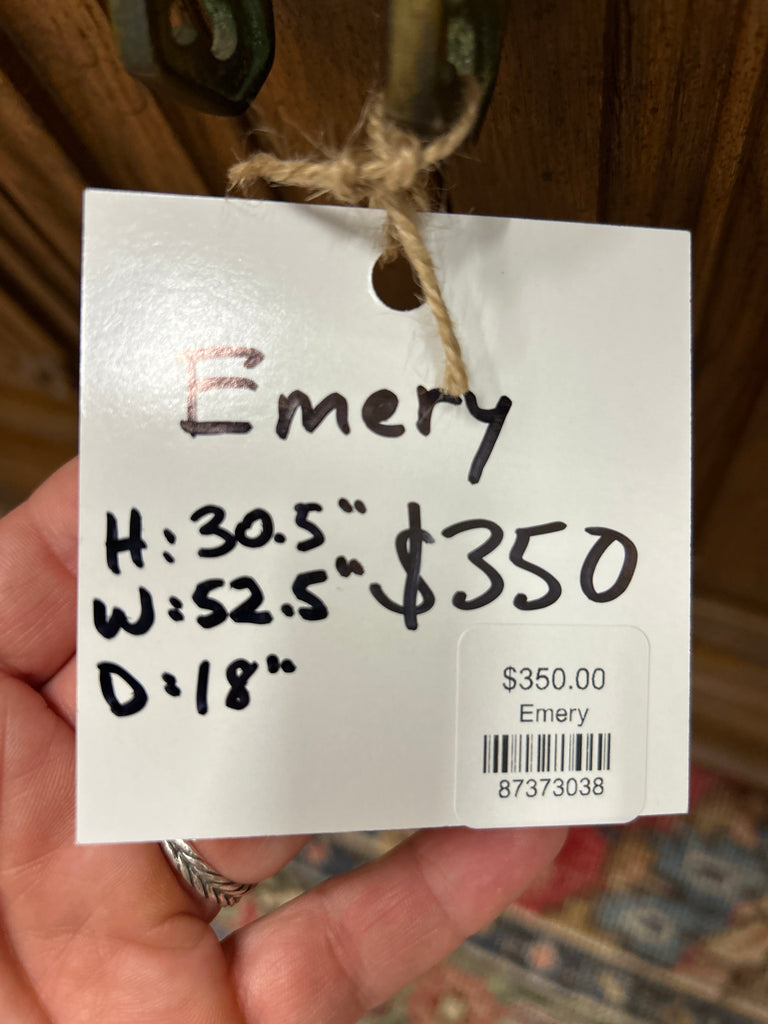 Emery
H: 30.5"
W: 52.5"
D: 18"
$350
$350.00
Emery
87373038